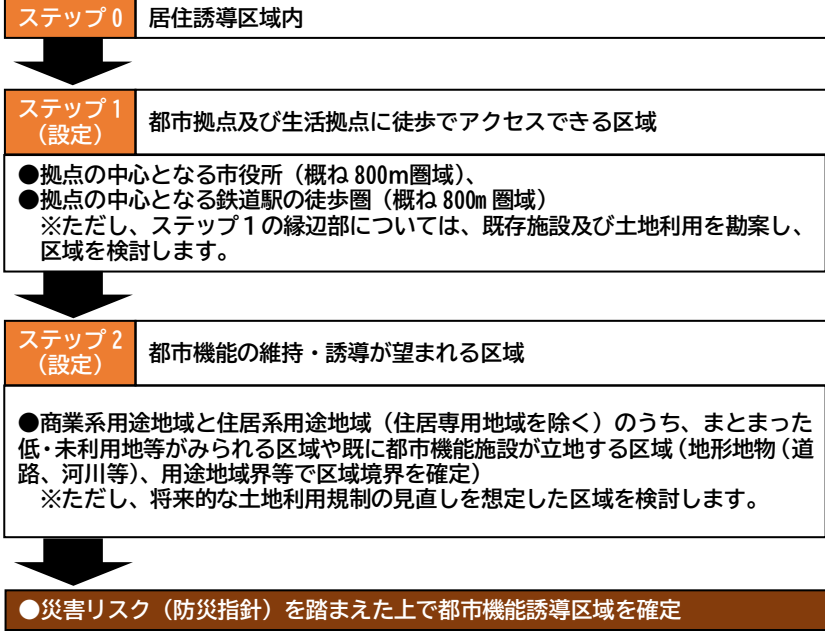 ステップ0
居住誘導区域内
ステップ1
(設定)
都市拠点及び生活拠点に徒歩でアクセスできる区域
●拠点の中心となる市役所（概ね800m圏域）、
●拠点の中心となる鉄道駅の徒歩圏（概ね800m圏域）
※ただし、ステップ1の縁辺部については、既存施設及び土地利用を勘案し、
区域を検討します。
ステップ2
(設定)
都市機能の維持・誘導が望まれる区域
●商業系用途地域と住居系用途地域（住居専用地域を除く）のうち、まとまった
低・未利用地等がみられる区域や既に都市機能施設が立地する区域（地形地物（道
路、河川等）、用途地域界等で区域境界を確定）
※ただし、将来的な土地利用規制の見直しを想定した区域を検討します。
●災害リスク（防災指針）を踏まえた上で都市機能誘導区域を確定